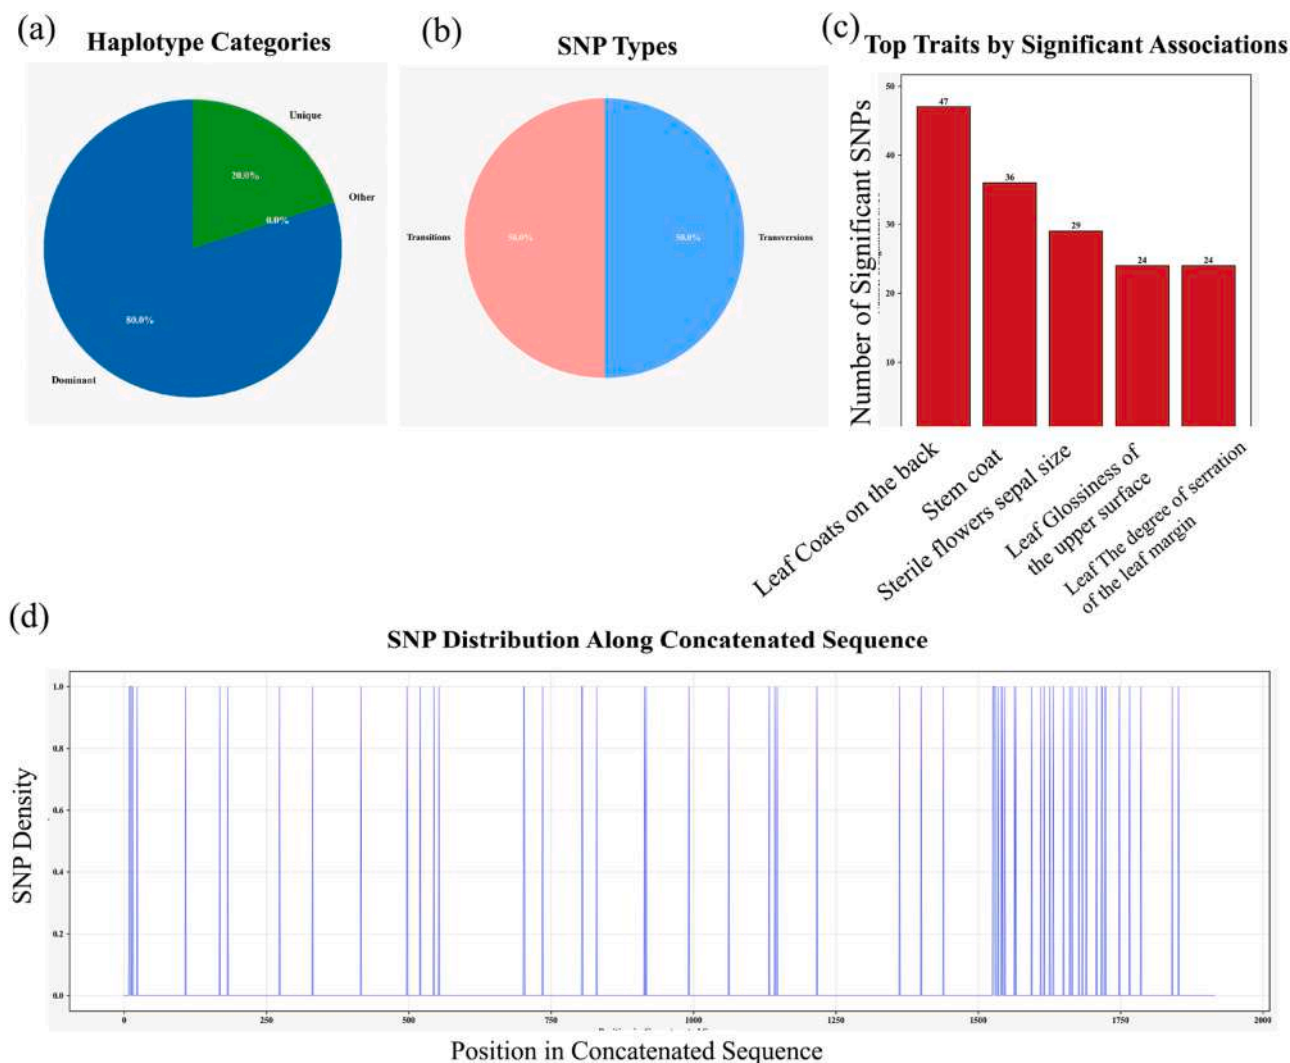 (a)
Haplotype Categories
Unique
20.0%
Other
0.0%
80.0%
Dominant
(b)
SNP Types
Transitions
50.0%
50.0%
Transversions
(c)
Top Traits by Significant Associations
Number of Significant SNPs
50
40
30
20
10
47
36
29
24
24
Leaf Coats on the back
Stem coat
Sterile flowers sepal size
Leaf Glossiness of
the upper surface
Leaf The degree of serration
of the leaf margin
(d)
SNP Distribution Along Concatenated Sequence
SNP Density
1.0
0.8
0.6
0.4
0.2
0.0
0
250
500
750
1000
1250
1500
1750
2000
Position in Concatenated Sequence